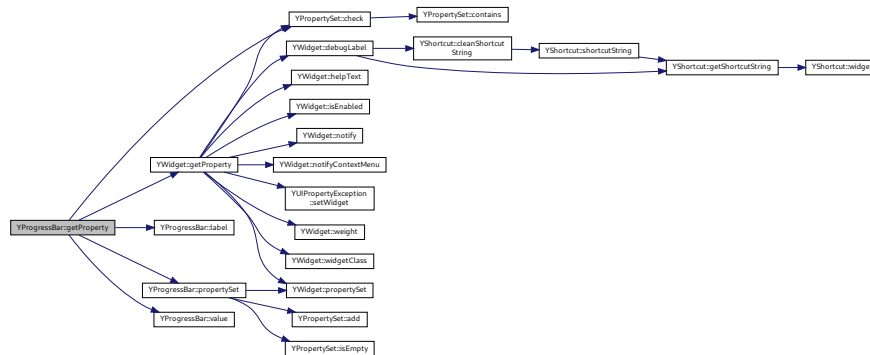 YPropertySet::check
YPropertySet::contains
YWidget::debugLabel
YShortcut::cleanShortcut
String
YShortcut::shortcutString
YShortcut::getShortcutString
YShortcut::widge
YWidget::helpText
YWidget::isEnabled
YWidget::notify
YWidget::getProperty
YWidget::notifyContextMenu
YUIPropertyException
::setWidget
YProgressBar::getProperty
YProgressBar::label
YWidget::weight
YWidget::widgetClass
YProgressBar::propertySet
YWidget::propertySet
YProgressBar::value
YPropertySet::add
YPropertySet::isEmpty